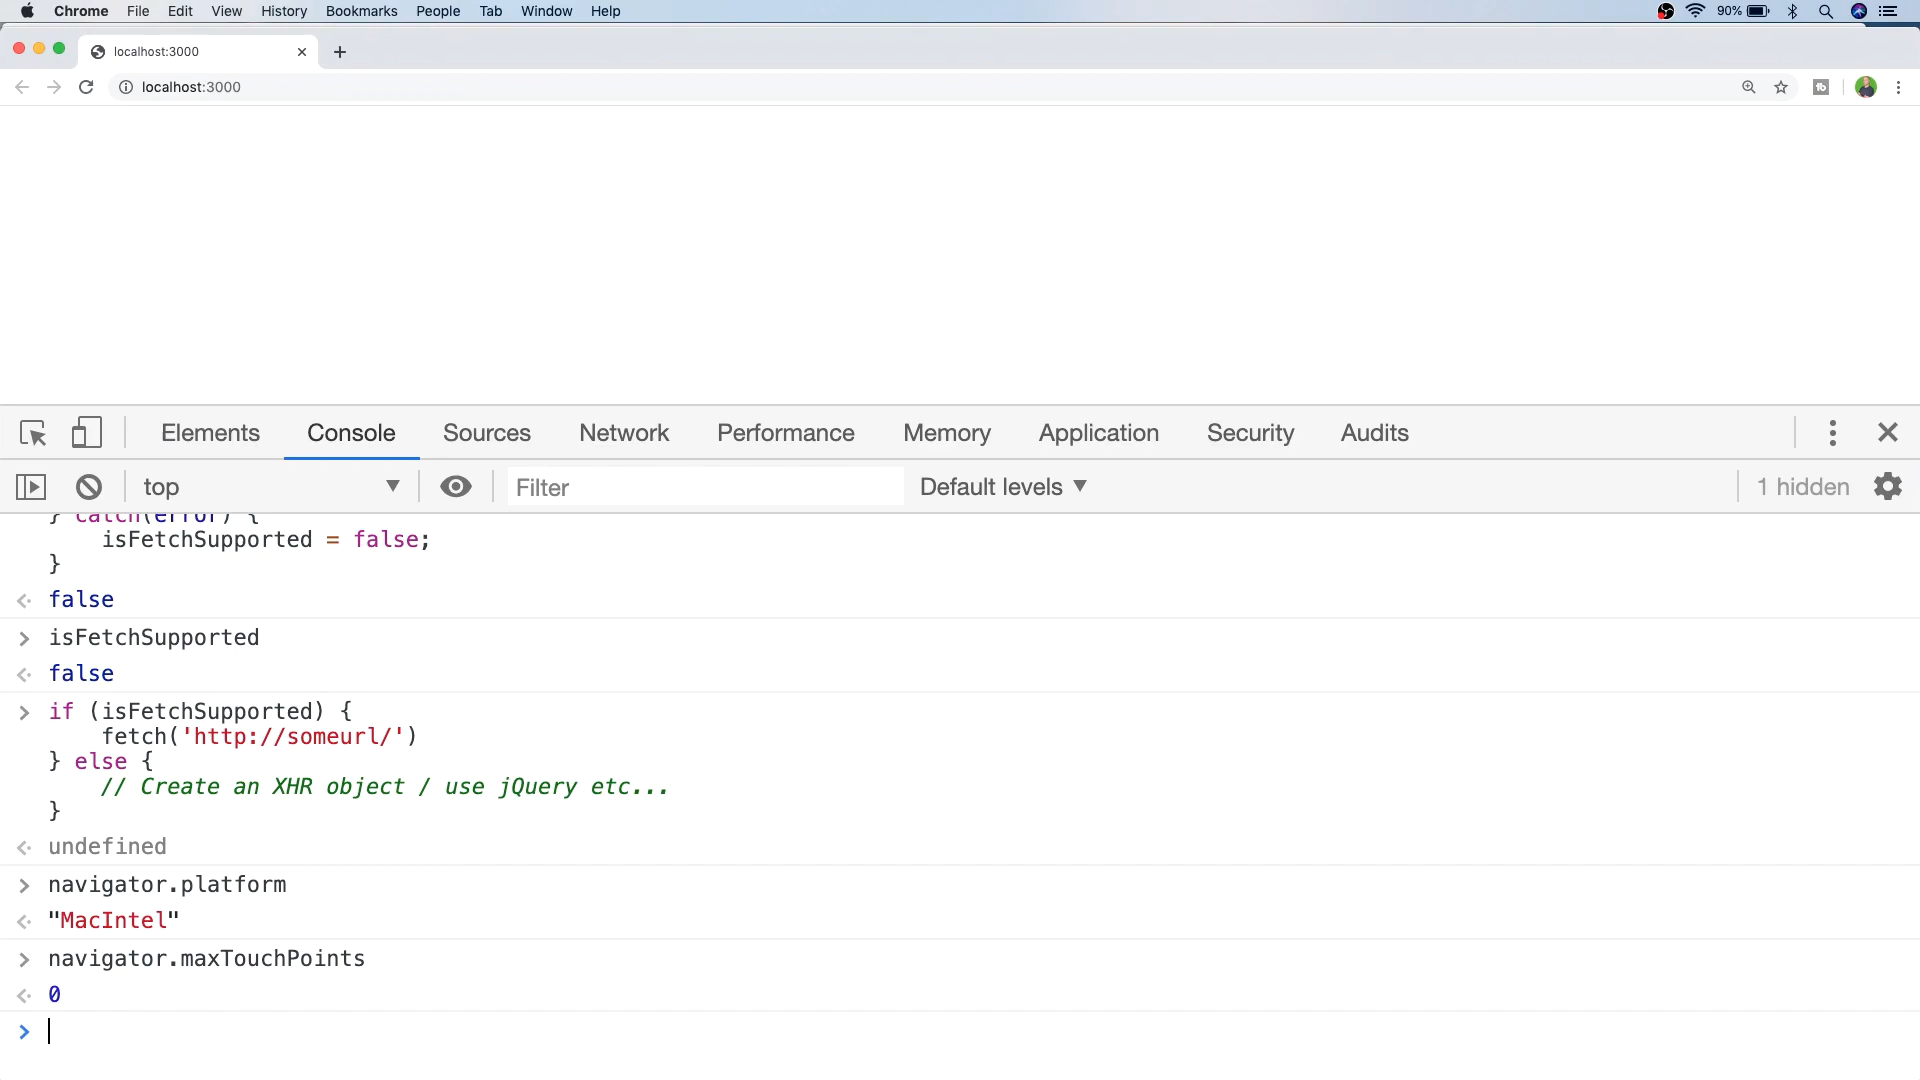 Chrome File Edit View History Bookmarks People Tab Window Help 90%
localhost:3000
localhost:3000
Elements Console Sources Network Performance Memory Application Security Audits
top Filter Default levels 1 hidden
} catch(error) {
isFetchSupported = false;
}
false
isFetchSupported
false
if (isFetchSupported) {
fetch('http://someurl/')
} else {
// Create an XHR object / use jQuery etc...
}
undefined
navigator.platform
"MacIntel"
navigator.maxTouchPoints
0